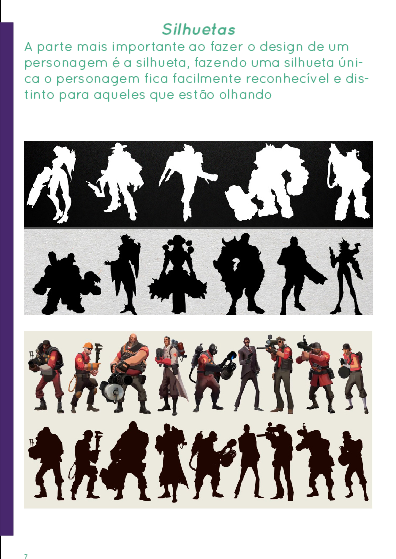 Silhuetas
A parte mais importante ao fazer o design de um
personagem é a silhueta, fazendo uma silhueta úni-
ca o personagem fica facilmente reconhecível e dis-
tinto para aqueles que estão olhando
7